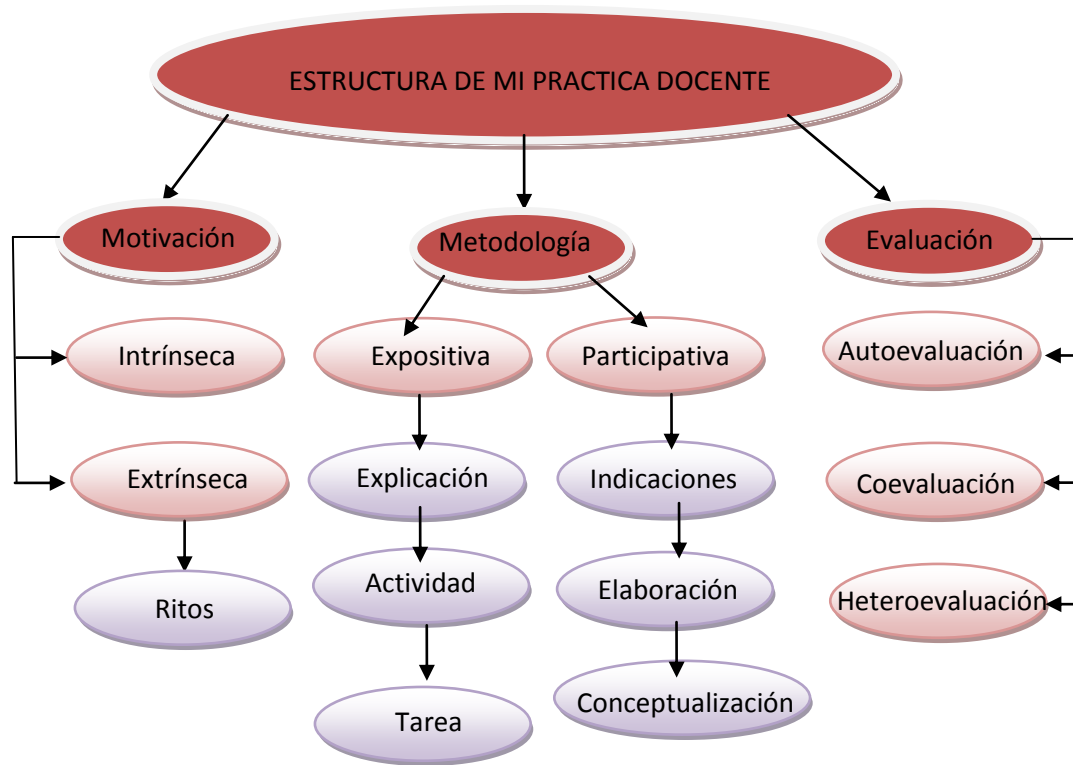 ESTRUCTURA DE MI PRACTICA DOCENTE
Motivación
Metodología
Evaluación
Intrínseca
Expositiva
Participativa
Autoevaluación
Extrínseca
Explicación
Indicaciones
Coevaluación
Ritos
Actividad
Elaboración
Heteroevaluación
Tarea
Conceptualización